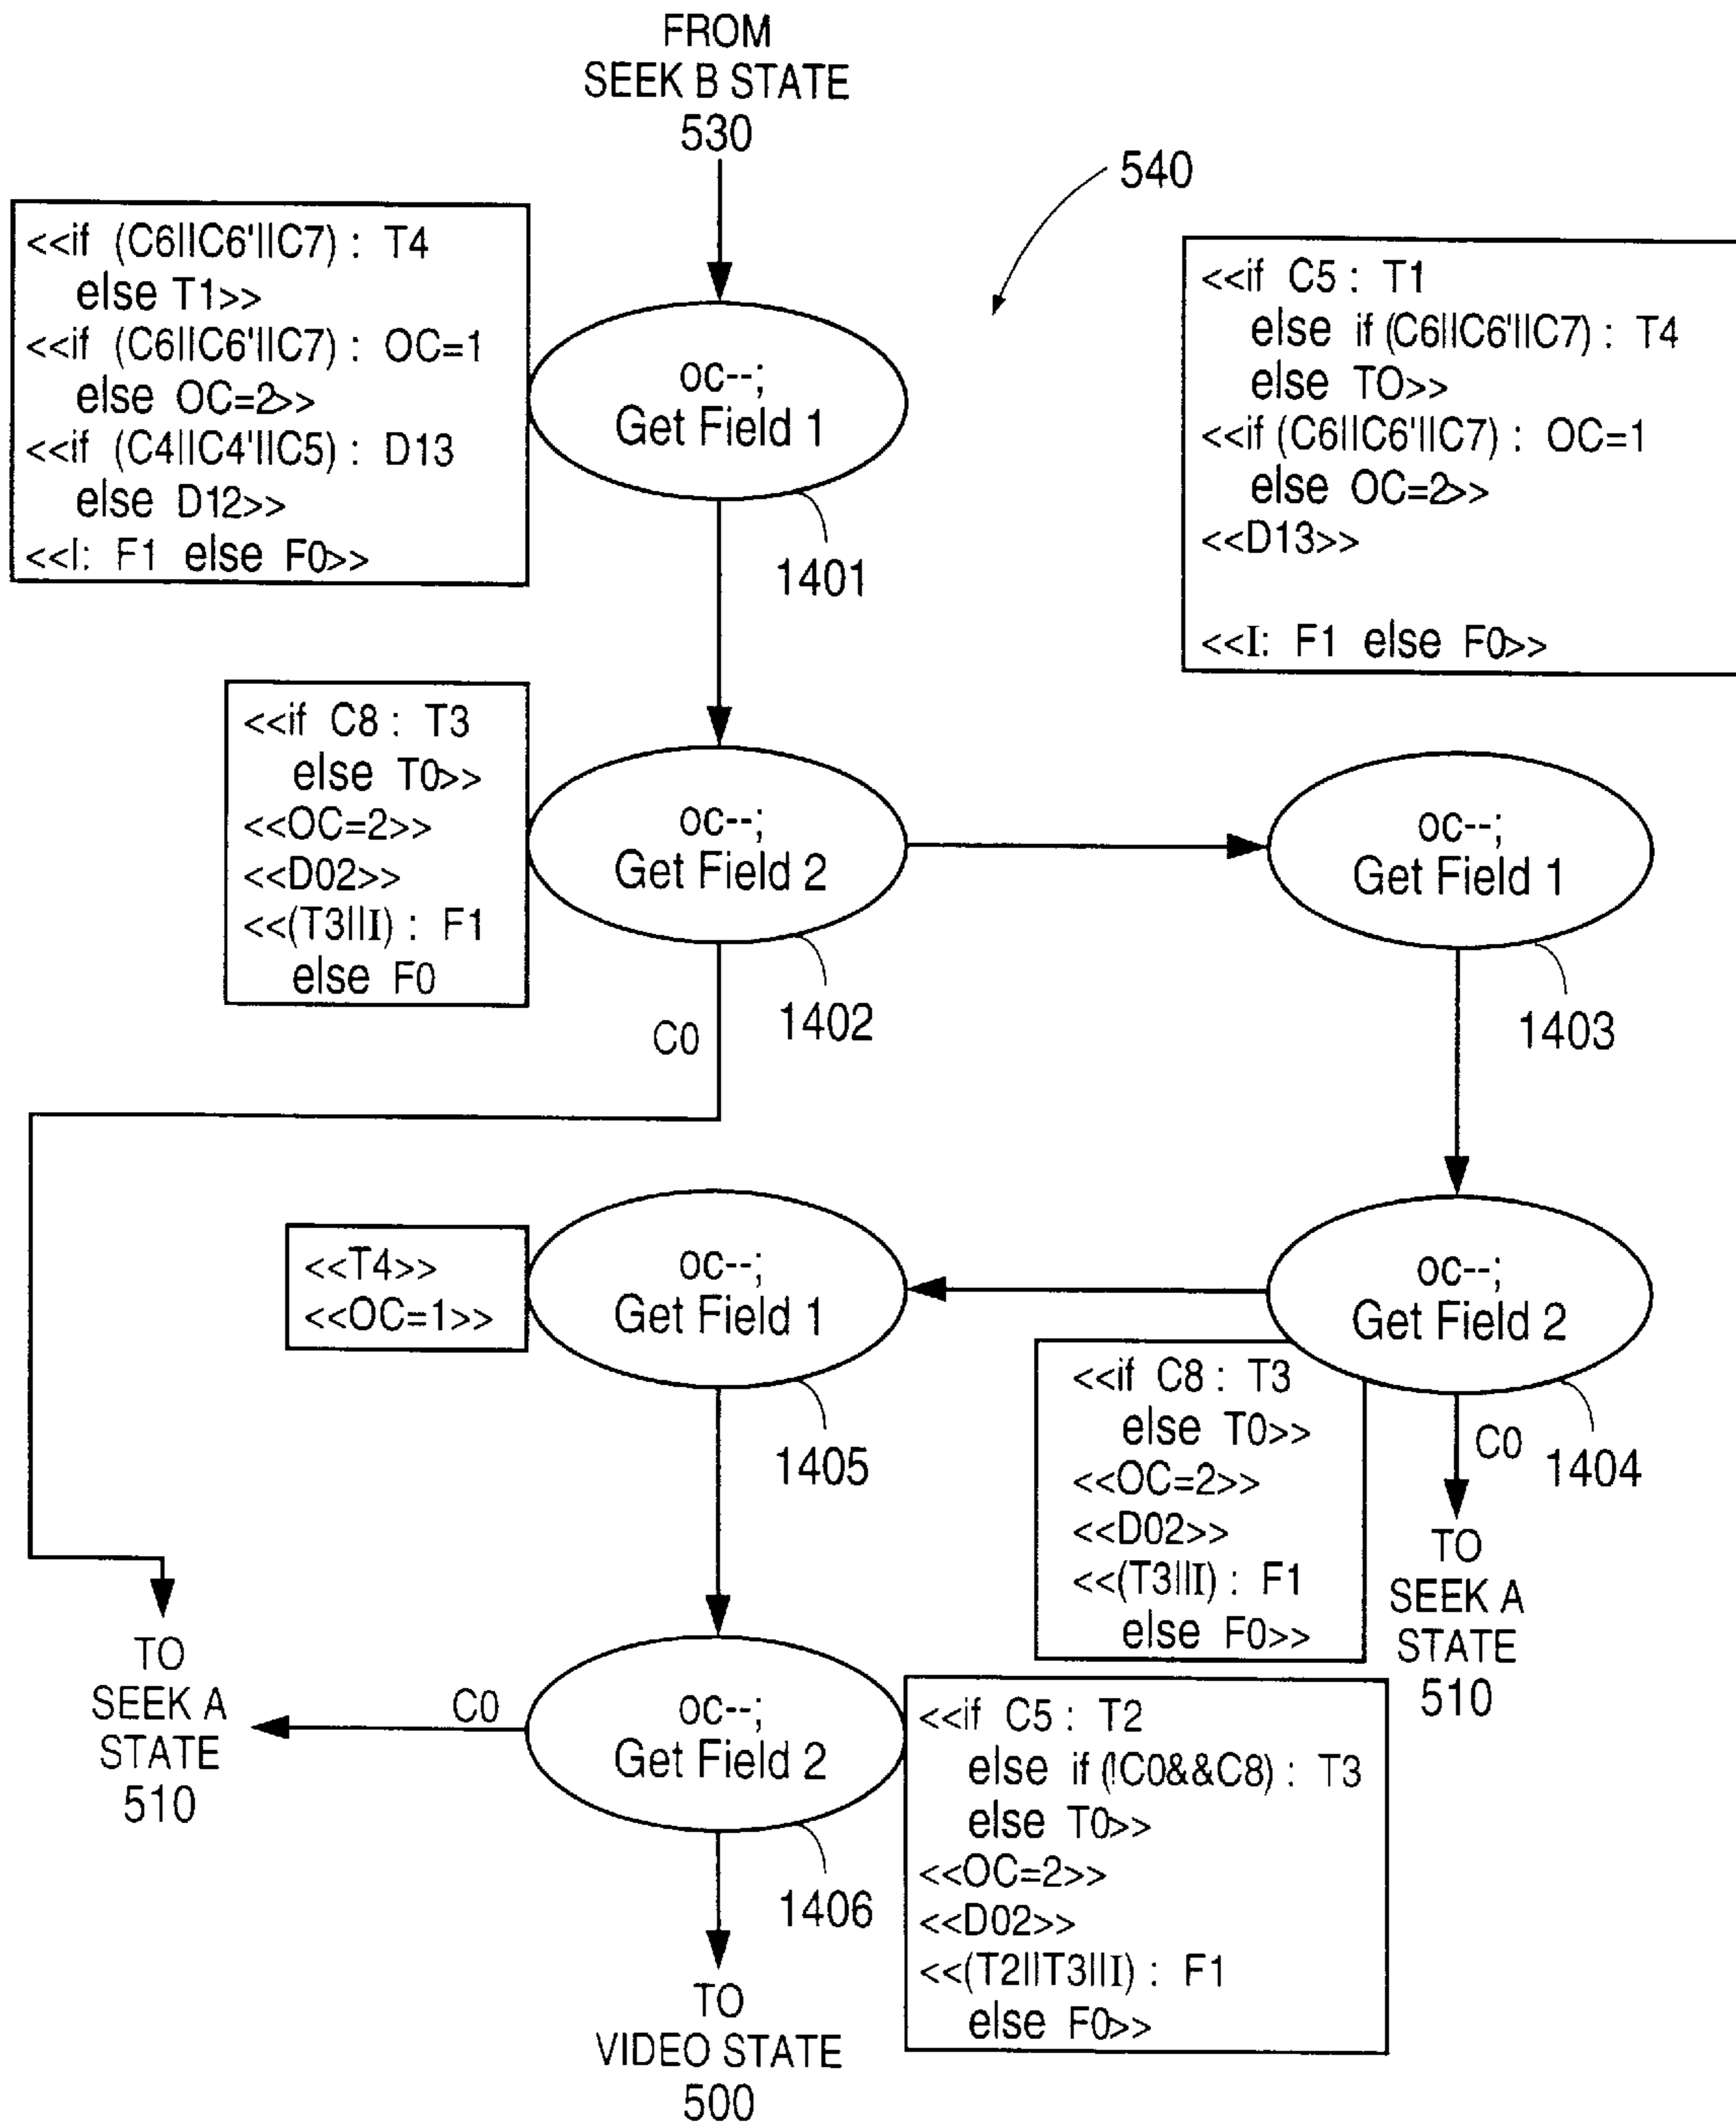 FROM
SEEK B STATE
530
540
<<if (C6||C6'||C7) : T4
else T1>>
<<if (C6||C6'||C7) : OC=1
else OC=2>>
<<if (C4||C4'||C5) : D13
else D12>>
<<I: F1 else F0>>
oc--;
Get Field 1
1401
<<if C5 : T1
else if (C6||C6'||C7) : T4
else TO>>
<<if (C6||C6'||C7) : OC=1
else OC=2>>
<<D13>>
<<I: F1 else F0>>
<<if C8 : T3
else T0>>
<<OC=2>>
<<D02>>
<<(T3||I) : F1
else F0
oc--;
Get Field 2
1402
C0
oc--;
Get Field 1
1403
<<T4>>
<<OC=1>>
oc--;
Get Field 1
1405
oc--;
Get Field 2
1404
<<if C8 : T3
else T0>>
<<OC=2>>
<<D02>>
<<(T3||I) : F1
else F0>>
C0
TO
SEEK A
STATE
510
TO
SEEK A
STATE
510
C0
oc--;
Get Field 2
1406
<<if C5 : T2
else if (!C0&&C8) : T3
else T0>>
<<OC=2>>
<<D02>>
<<(T2||T3||I) : F1
else F0>>
TO
VIDEO STATE
500